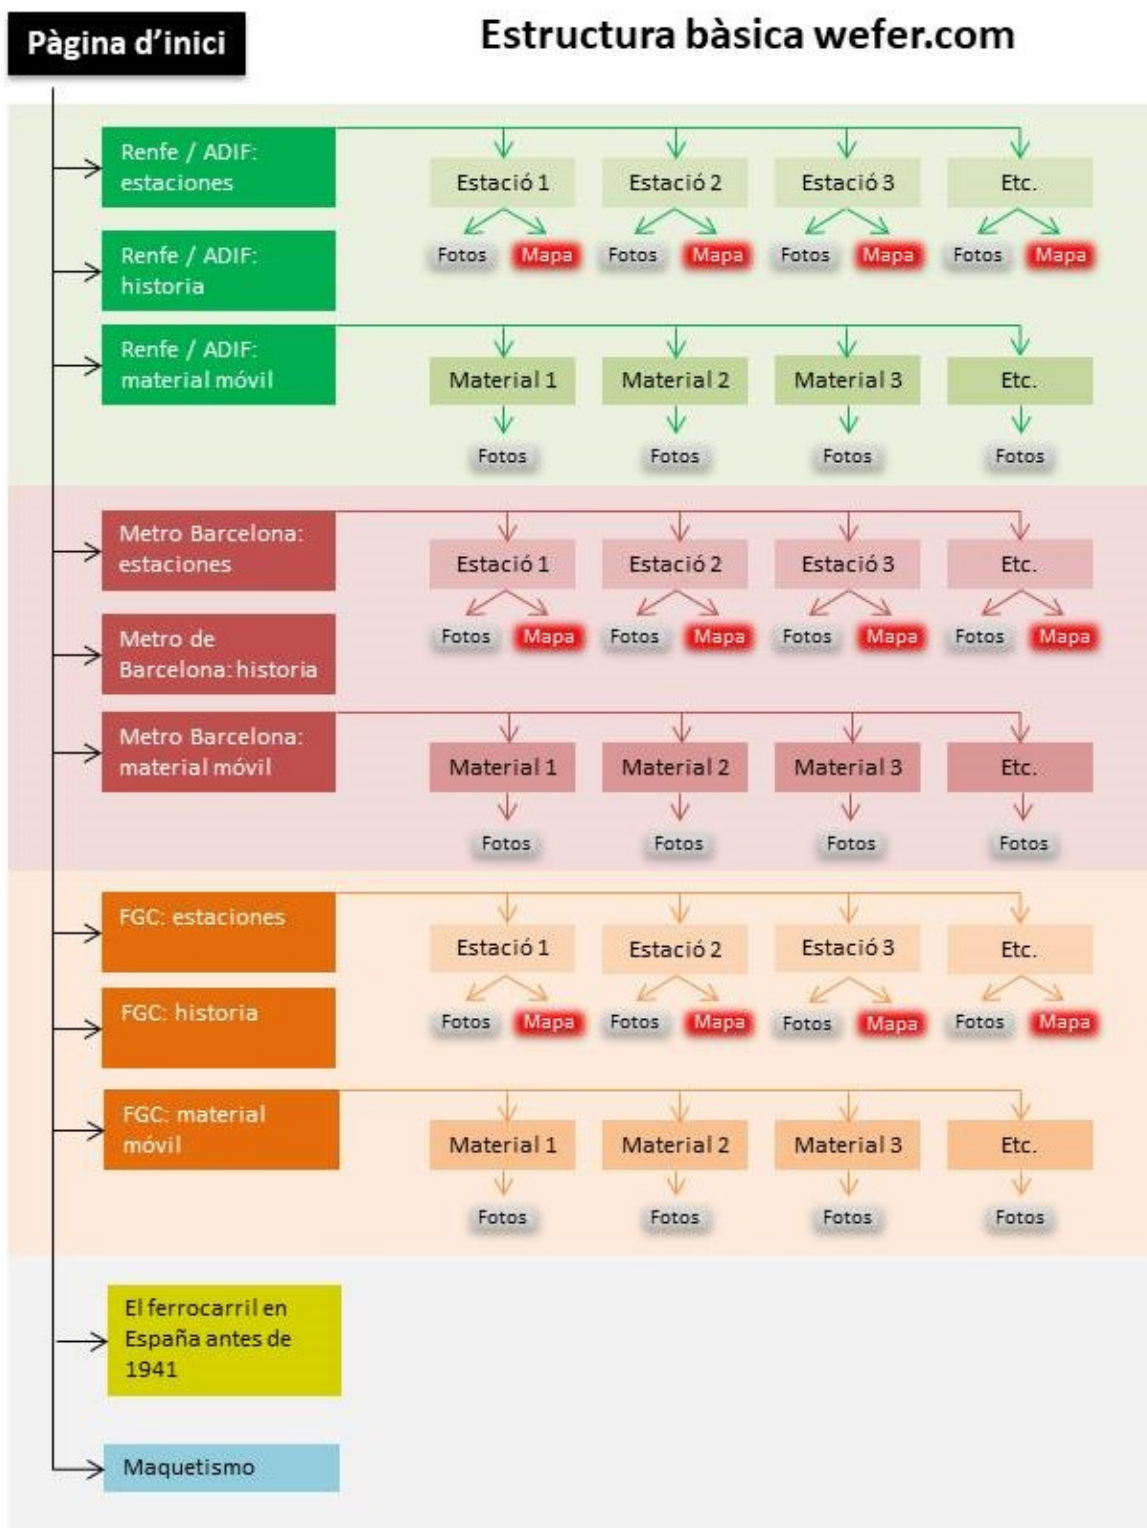 Pàgina d’inici
Estructura bàsica wefer.com
Renfe / ADIF:
estaciones
Estació 1
Estació 2
Estació 3
Etc.
Fotos
Mapa
Fotos
Mapa
Fotos
Mapa
Fotos
Mapa
Renfe / ADIF:
historia
Renfe / ADIF:
material móvil
Material 1
Material 2
Material 3
Etc.
Fotos
Fotos
Fotos
Fotos
Metro Barcelona:
estaciones
Estació 1
Estació 2
Estació 3
Etc.
Fotos
Mapa
Fotos
Mapa
Fotos
Mapa
Fotos
Mapa
Metro de
Barcelona: historia
Metro Barcelona:
material móvil
Material 1
Material 2
Material 3
Etc.
Fotos
Fotos
Fotos
Fotos
FGC: estaciones
Estació 1
Estació 2
Estació 3
Etc.
Fotos
Mapa
Fotos
Mapa
Fotos
Mapa
Fotos
Mapa
FGC: historia
FGC: material
móvil
Material 1
Material 2
Material 3
Etc.
Fotos
Fotos
Fotos
Fotos
El ferrocarril en
España antes de
1941
Maquetismo